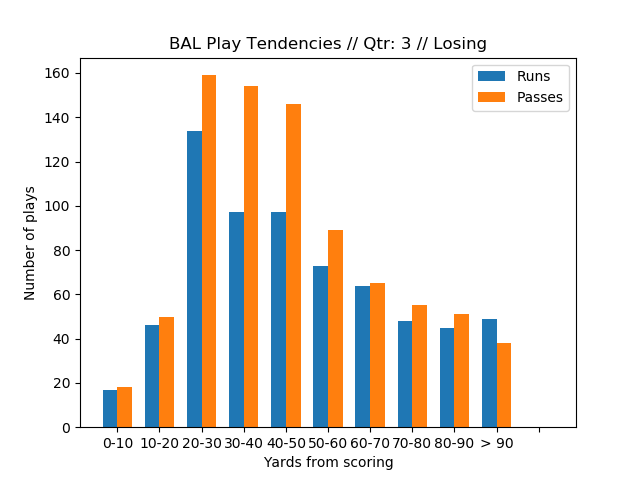 BAL Play Tendencies // Qtr: 3 // Losing
Runs
Passes
160
140
120
100
80
60
40
20
0
Number of plays
0-10 10-20 20-30 30-40 40-50 50-60 60-70 70-80 80-90 > 90
Yards from scoring